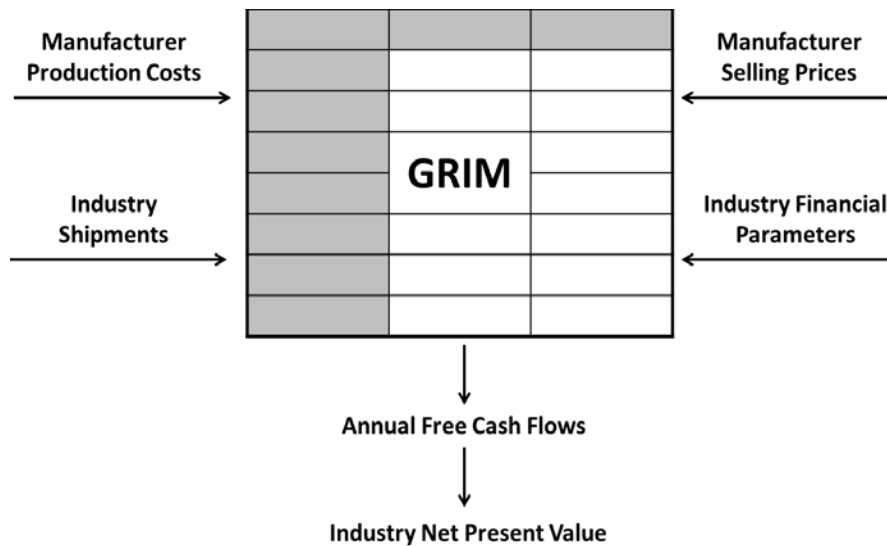 Manufacturer
Production Costs
Manufacturer
Selling Prices
GRIM
Industry
Shipments
Industry Financial
Parameters
Annual Free Cash Flows
Industry Net Present Value